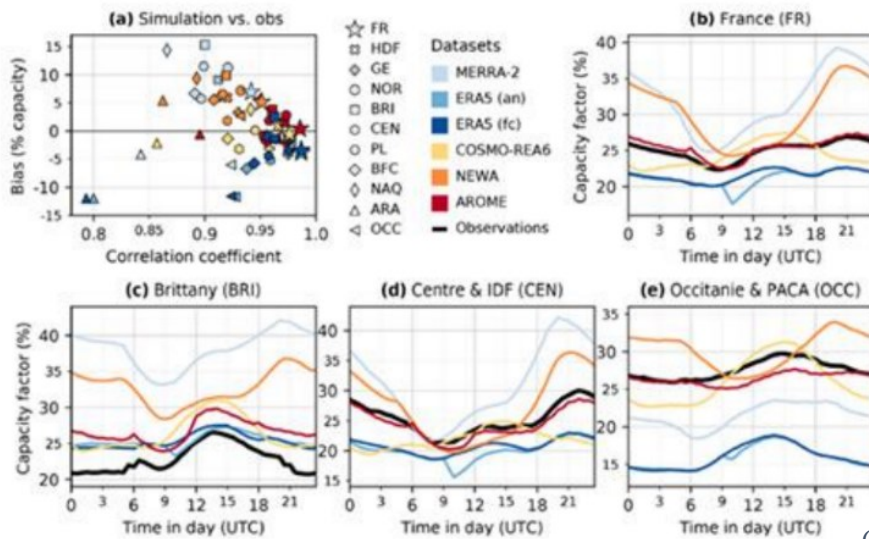 (a) Simulation vs. obs
15
10
5
0
-5
-10
-15
0.8
0.85
0.9
0.95
1.0
Bias (% capacity)
Correlation coefficient
FR
HDF
GE
NOR
BRI
CEN
PL
BFC
NAQ
ARA
OCC
Datasets
MERRA-2
ERA5 (an)
ERA5 (fc)
COSMO-REA6
NEWA
AROME
Observations
(b) France (FR)
40
35
30
25
20
Capacity factor (%)
0 3 6 9 12 15 18 21
Time in day (UTC)
(c) Brittany (BRI)
40
35
30
25
20
Capacity factor (%)
0 3 6 9 12 15 18 21
Time in day (UTC)
(d) Centre & IDF (CEN)
40
35
30
25
20
15
0 3 6 9 12 15 18 21
Time in day (UTC)
(e) Occitanie & PACA (OCC)
35
30
25
20
15
0 3 6 9 12 15 18 21
Time in day (UTC)